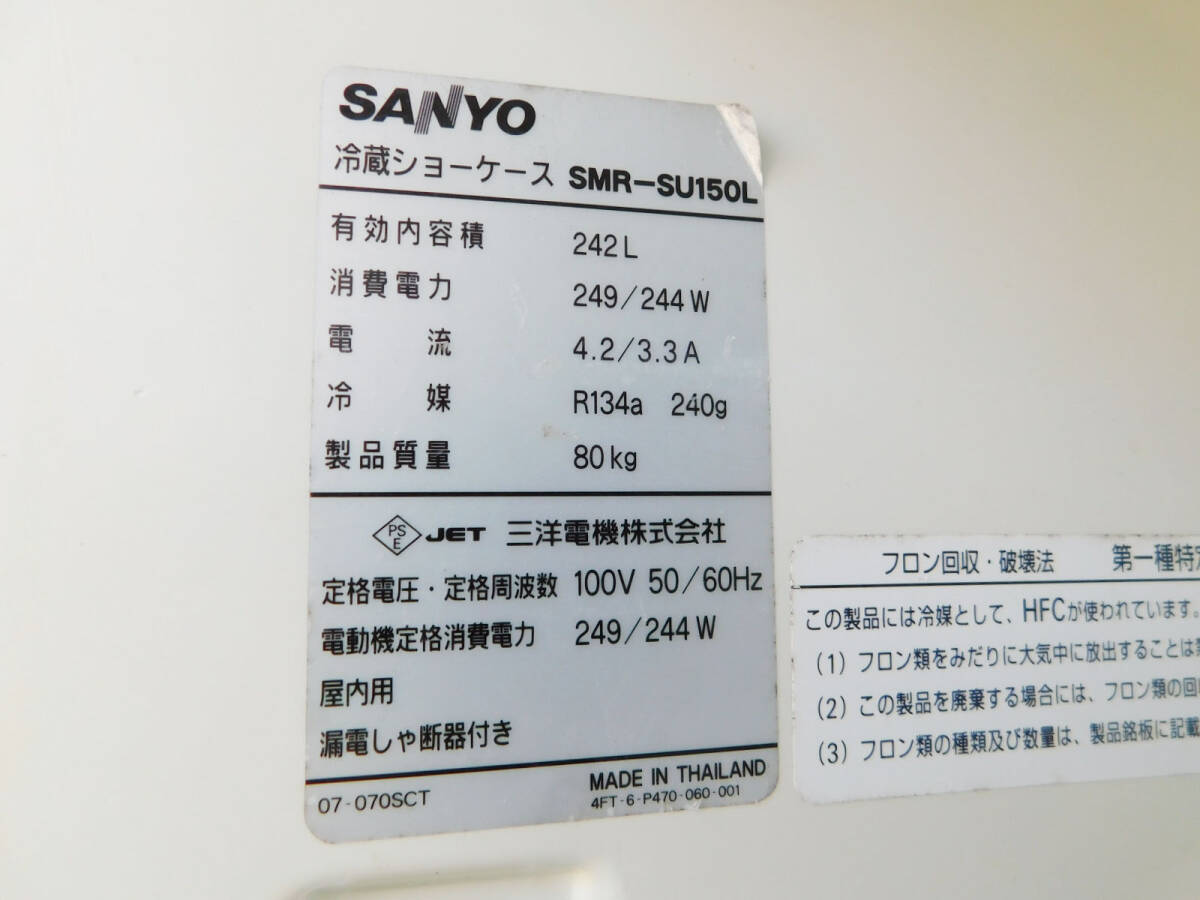 SANYO
冷蔵ショーケース SMR-SU150L
有効内容積 242L
消費電力 249/244W
電流 4.2/3.3A
冷媒 R134a 240g
製品質量 80kg
PSE JET 三洋電機株式会社
定格電圧・定格周波数 100V 50/60Hz
電動機定格消費電力 249/244W
屋内用
漏電しゃ断器付き
07-070SCT MADE IN THAILAND
4FT-6-P470-060-001
フロン回収・破壊法 第一種特定
この製品には冷媒として、HFCが使われています。
(1) フロン類をみだりに大気中に放出することは
(2) この製品を廃棄する場合には、フロン類の回
(3) フロン類の種類及び数量は、製品銘板に記載